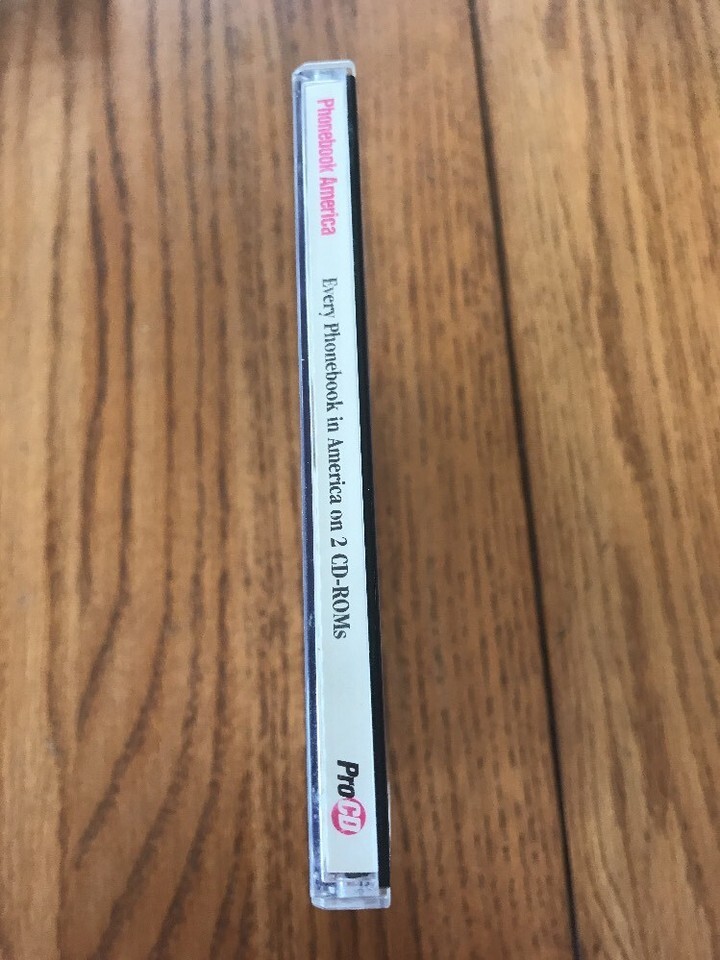 Phonebook America
Every Phonebook in America on 2 CD-ROMs
ProCD